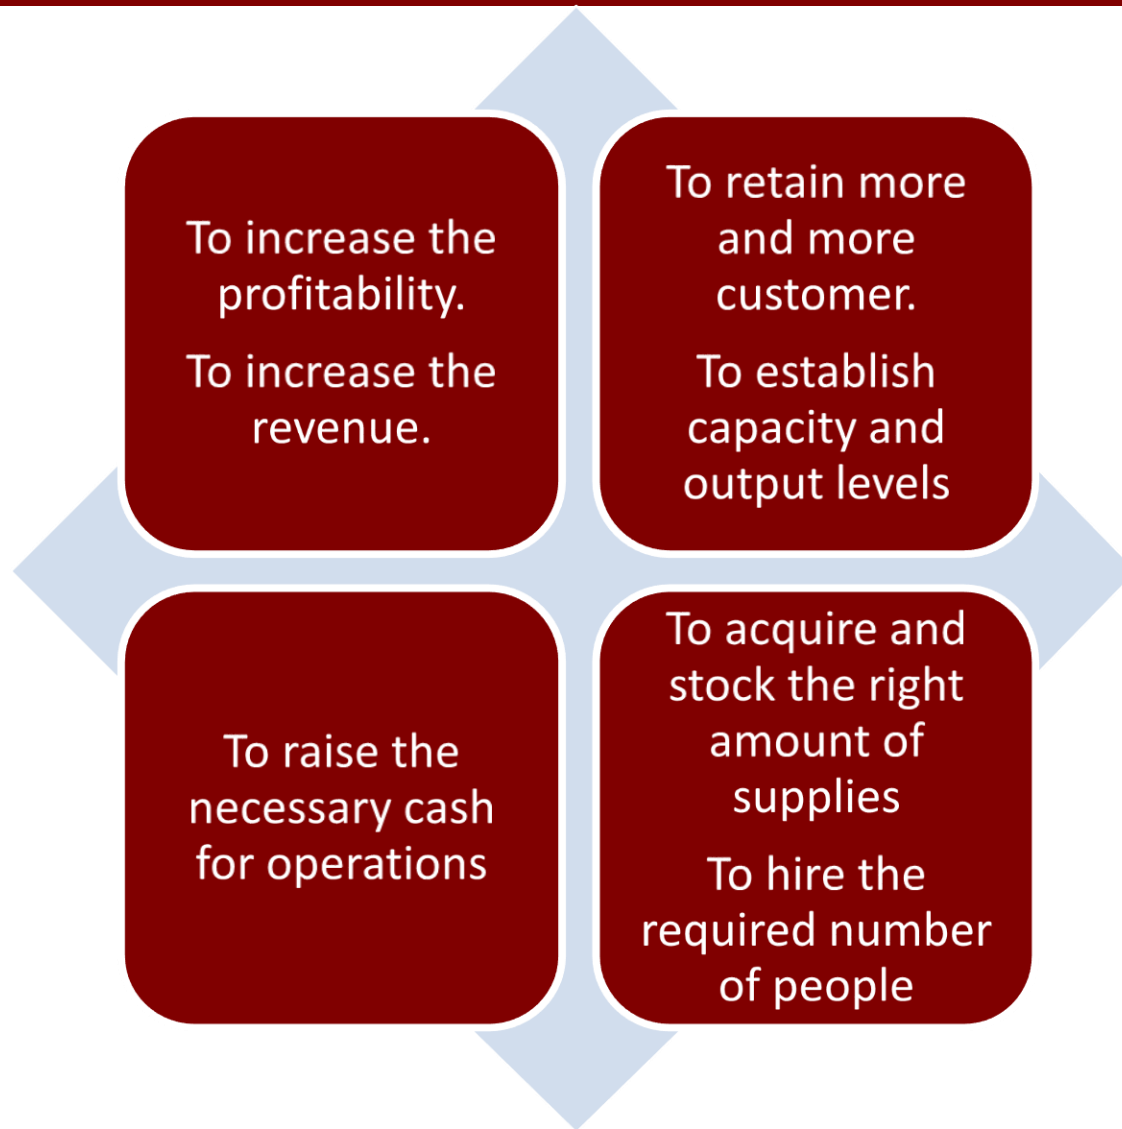 To increase the
profitability.
To increase the
revenue.
To retain more
and more
customer.
To establish
capacity and
output levels
To raise the
necessary cash
for operations
To acquire and
stock the right
amount of
supplies
To hire the
required number
of people